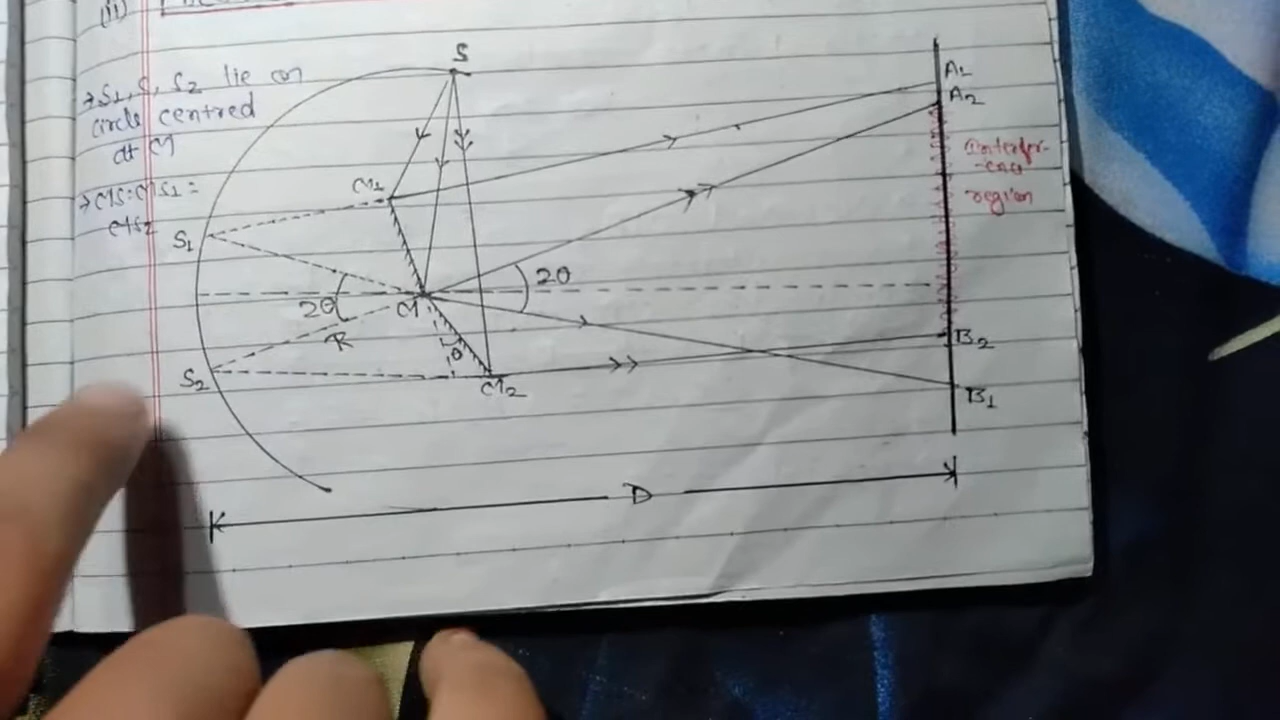 (ii)
→ S1, S, S2 lie on
circle centred
at M
→ MS = MS1 =
MS2
S
A1
A2
Interfer-
-ence
region
M1
S1
2θ
2θ
M
R
θ
B2
S2
M2
B1
D